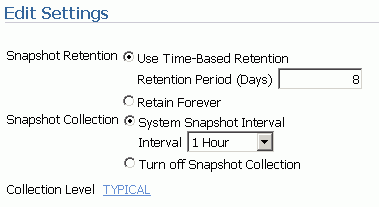 Edit Settings
Snapshot Retention Use Time-Based Retention
Retention Period (Days) 8
Retain Forever
Snapshot Collection System Snapshot Interval
Interval 1 Hour
Turn off Snapshot Collection
Collection Level TYPICAL